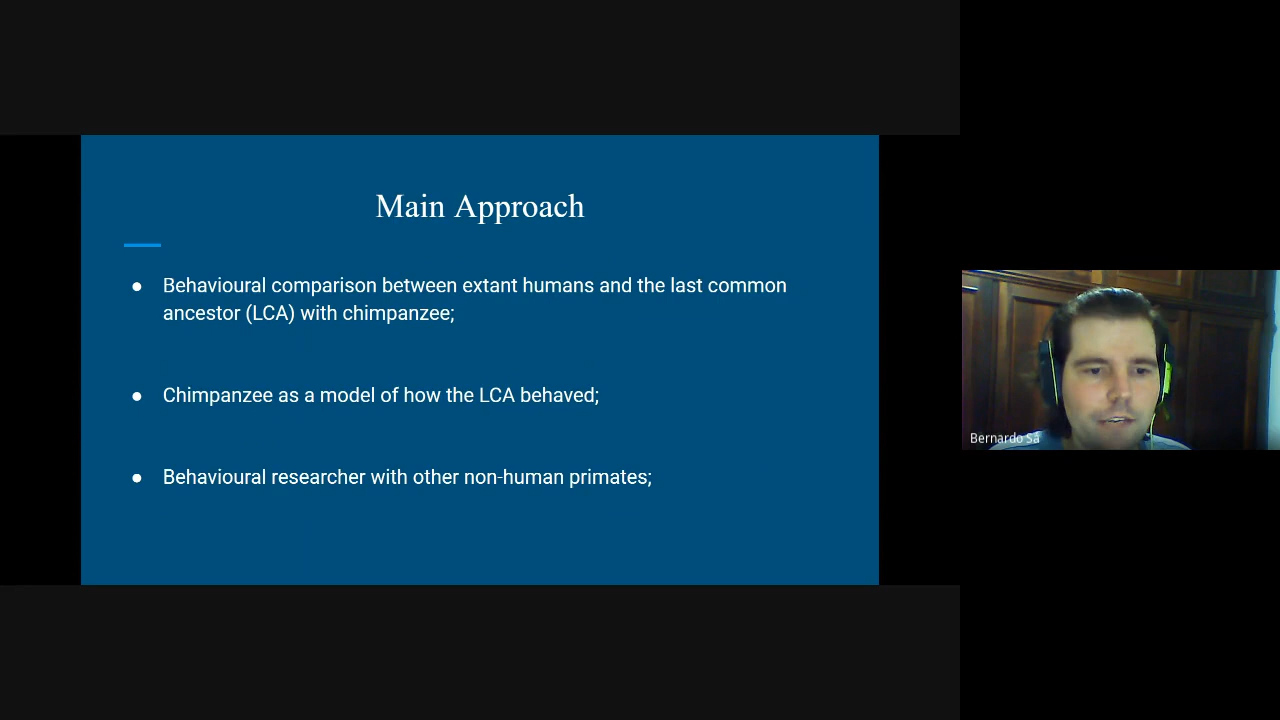 Main Approach
● Behavioural comparison between extant humans and the last common
ancestor (LCA) with chimpanzee;
● Chimpanzee as a model of how the LCA behaved;
● Behavioural researcher with other non-human primates;
Bernardo Sá